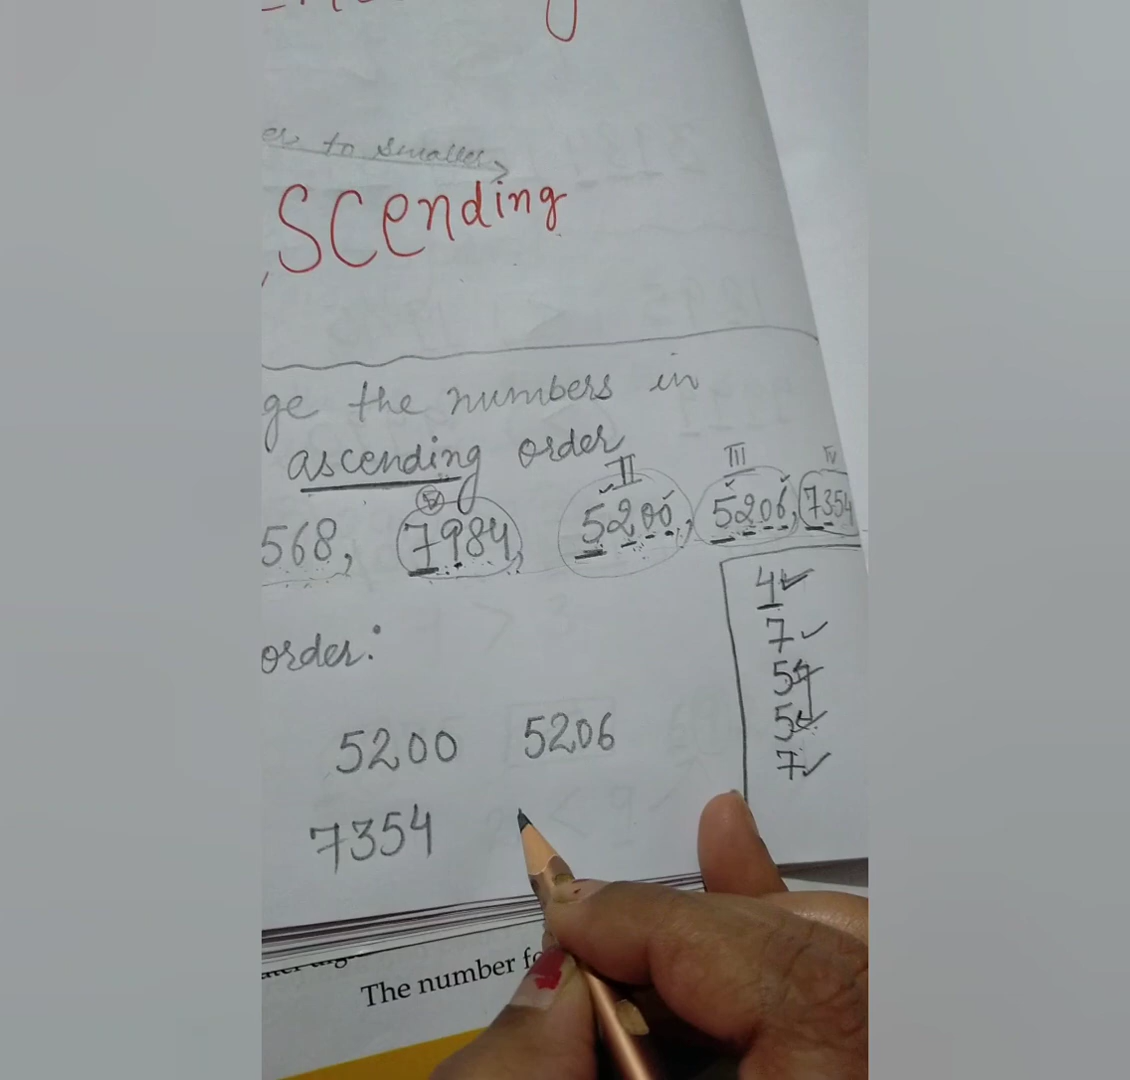 er to smaller
SCending
ge the numbers in
ascending order
II III IV
568, 7984, 5200, 5206, 7354
4
7
order:
5
5
5200 5206
7
7354
The number